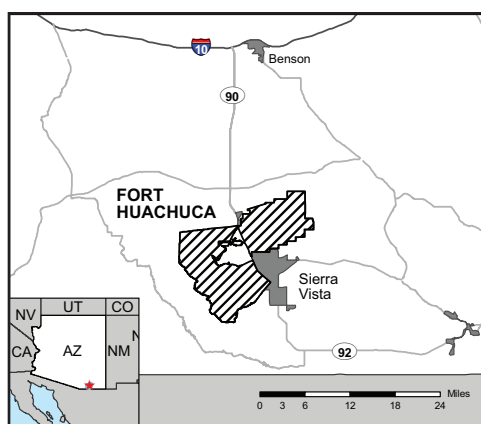 10
Benson
90
FORT
HUACHUCA
Sierra
Vista
NV
UT
CO
CA
AZ
NM
N
92
Miles
0 3 6 12 18 24